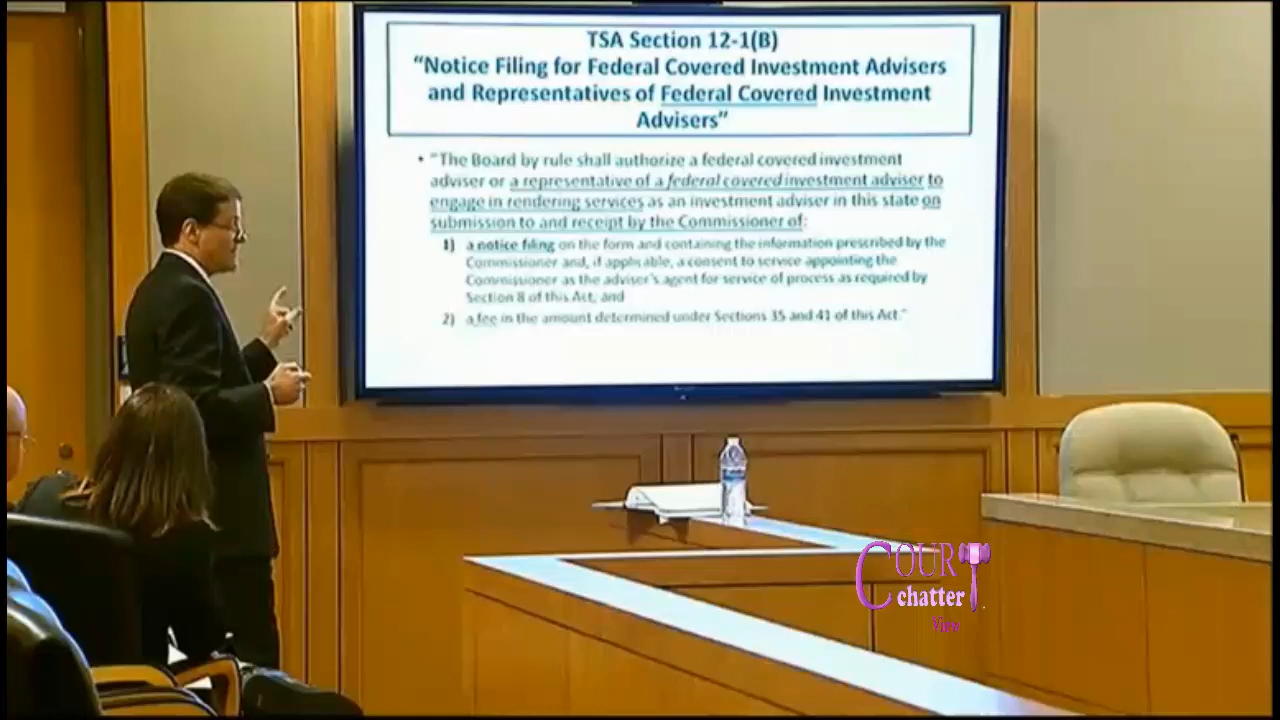 TSA Section 12-1(B)
“Notice Filing for Federal Covered Investment Advisers
and Representatives of Federal Covered Investment
Advisers”
• “The Board by rule shall authorize a federal covered investment
adviser or a representative of a federal covered investment adviser to
engage in rendering services as an investment adviser in this state on
submission to and receipt by the Commissioner of:
1) a notice filing on the form and containing the information prescribed by the
Commissioner and, if applicable, a consent to service appointing the
Commissioner as the adviser's agent for service of process as required by
Section 8 of this Act, and
2) a fee in the amount determined under Sections 35 and 41 of this Act.”
COURT
chatter
View